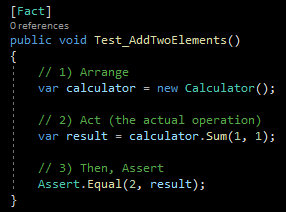 [Fact]
0 references
public void Test_AddTwoElements()
{
// 1) Arrange
var calculator = new Calculator();
// 2) Act (the actual operation)
var result = calculator.Sum(1, 1);
// 3) Then, Assert
Assert.Equal(2, result);
}